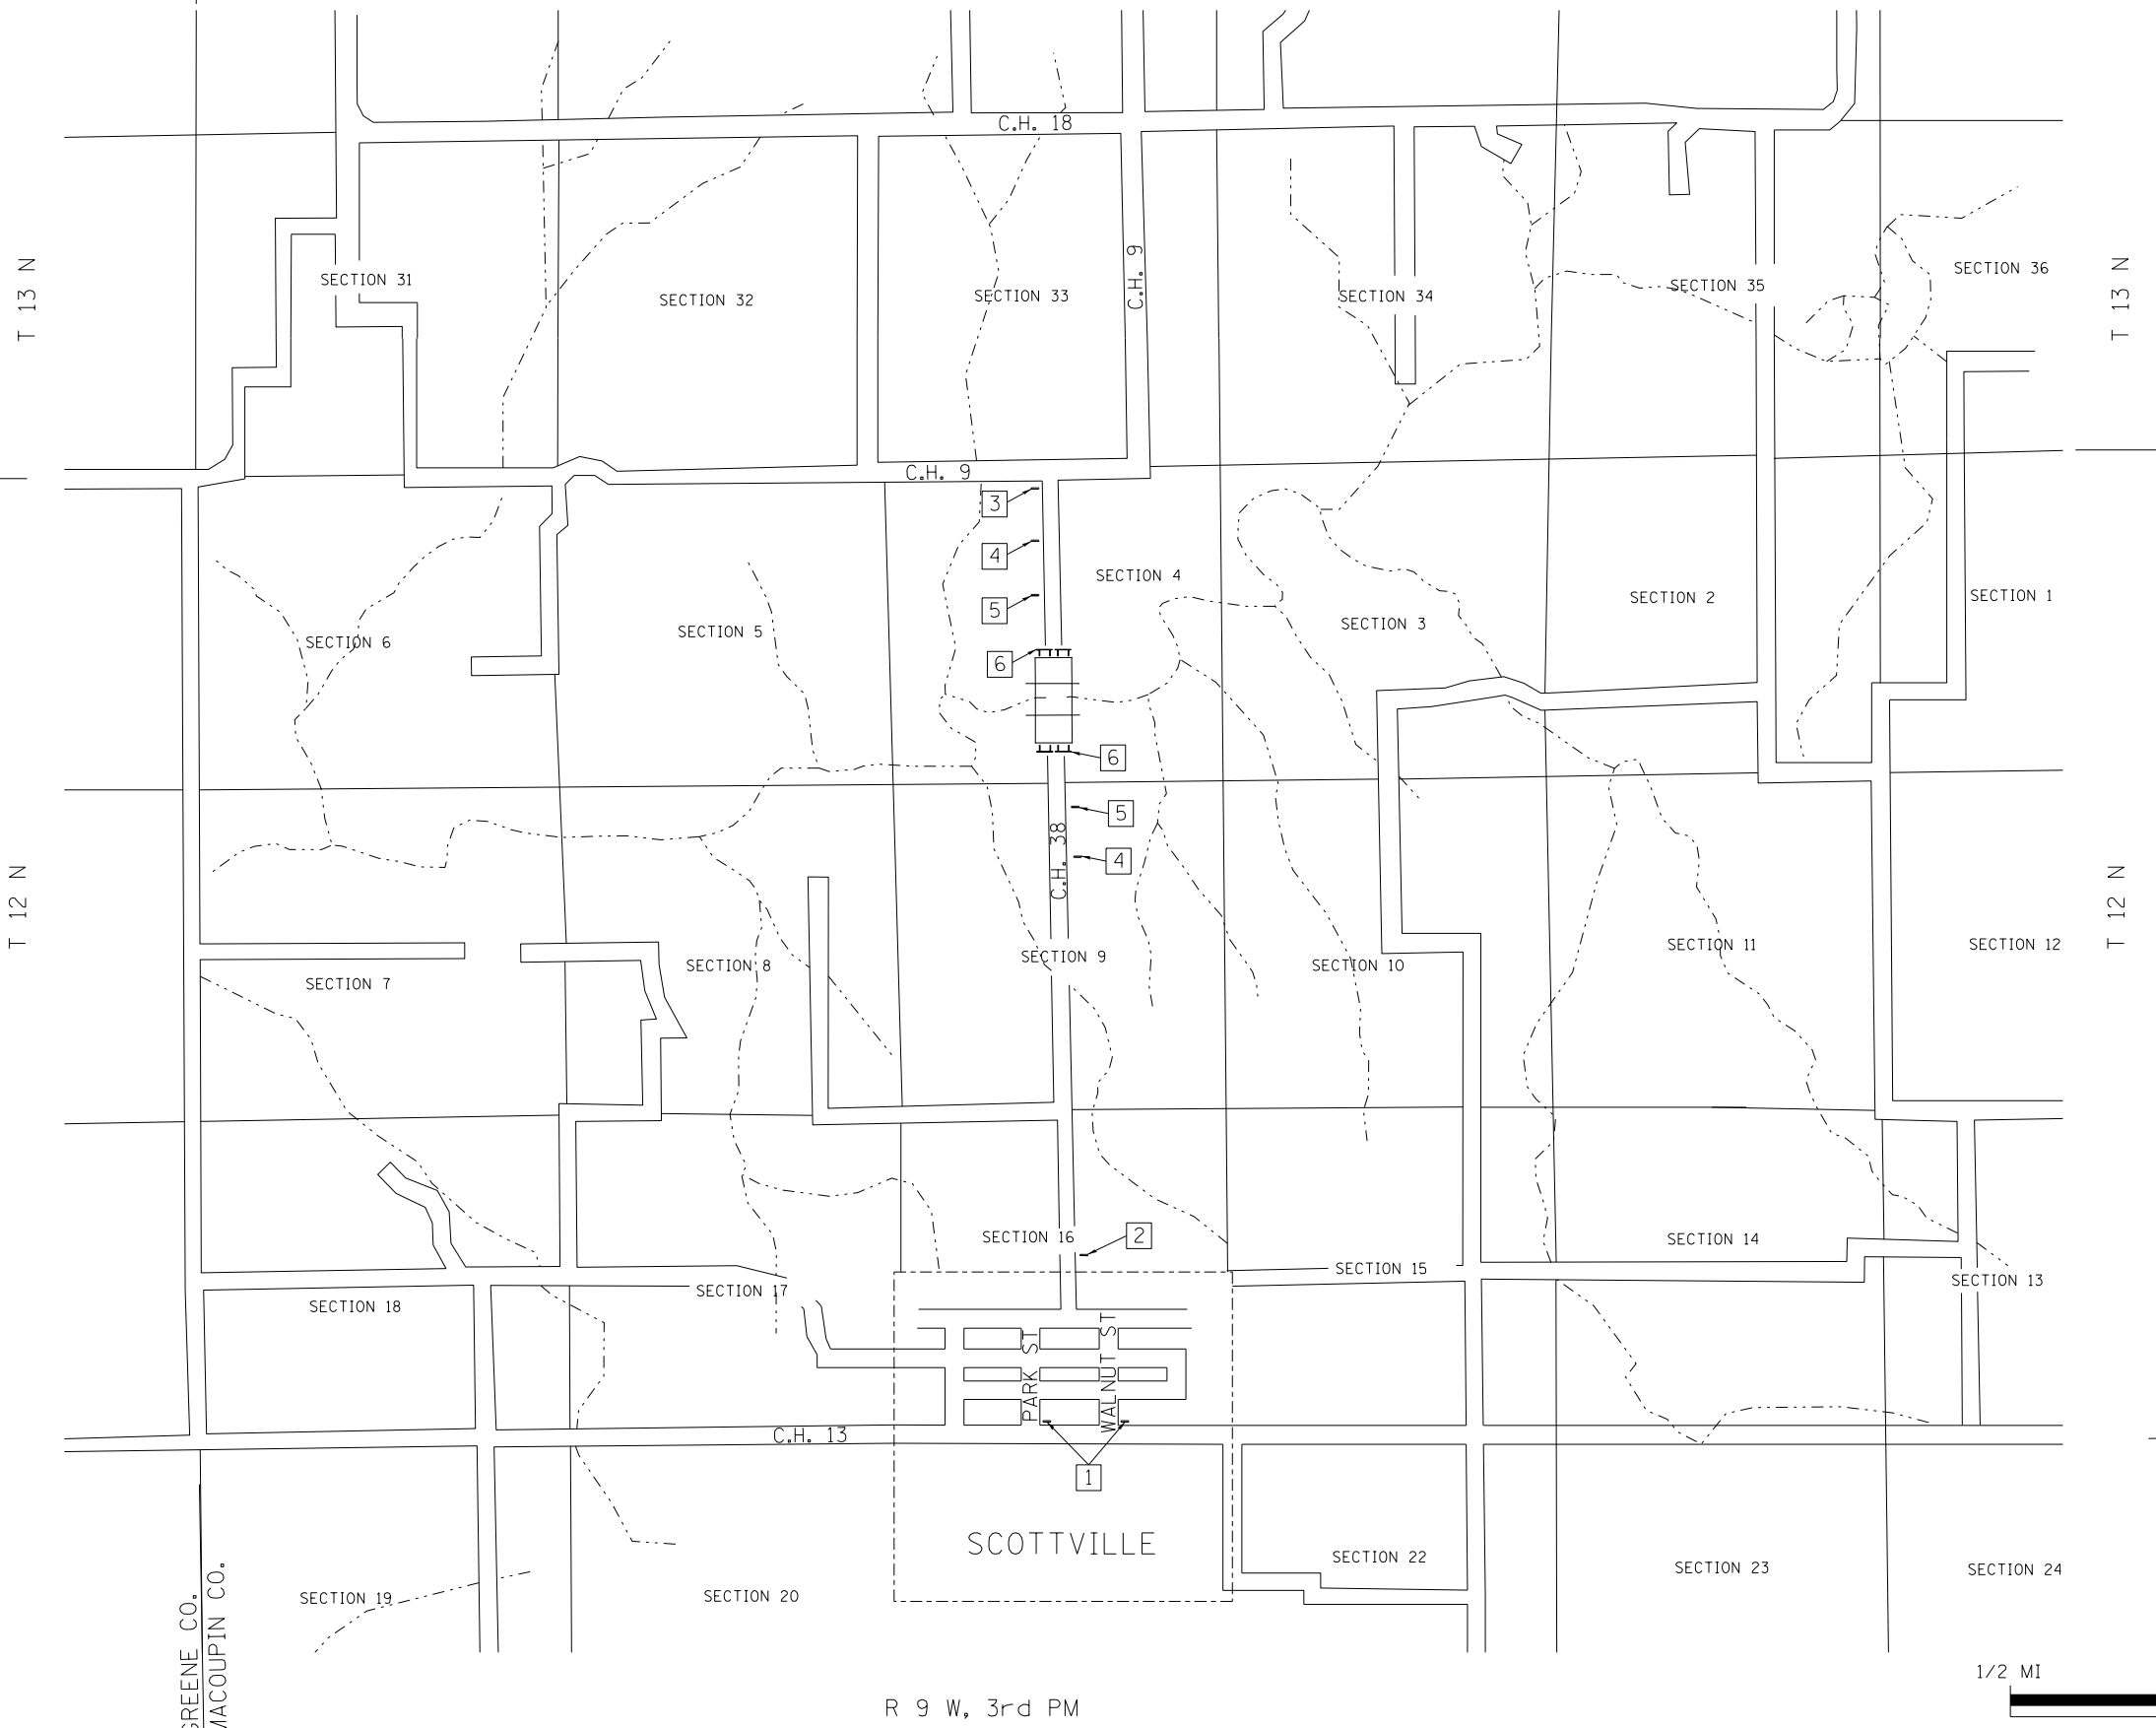 C.H. 18
T 13 N
SECTION 31
SECTION 32
SECTION 33
C.H. 9
SECTION 34
SECTION 35
SECTION 36
T 13 N
C.H. 9
3
4
5
6
SECTION 6
SECTION 5
SECTION 4
SECTION 3
SECTION 2
SECTION 1
6
5
4
C.H. 38
T 12 N
SECTION 7
SECTION 8
SECTION 9
SECTION 10
SECTION 11
SECTION 12
T 12 N
2
SECTION 18
SECTION 17
SECTION 16
SECTION 15
SECTION 14
SECTION 13
PARK ST
WALNUT ST
C.H. 13
1
SCOTTVILLE
SECTION 19
SECTION 20
SECTION 22
SECTION 23
SECTION 24
GREENE CO.
MACOUPIN CO.
1/2 MI
R 9 W, 3rd PM